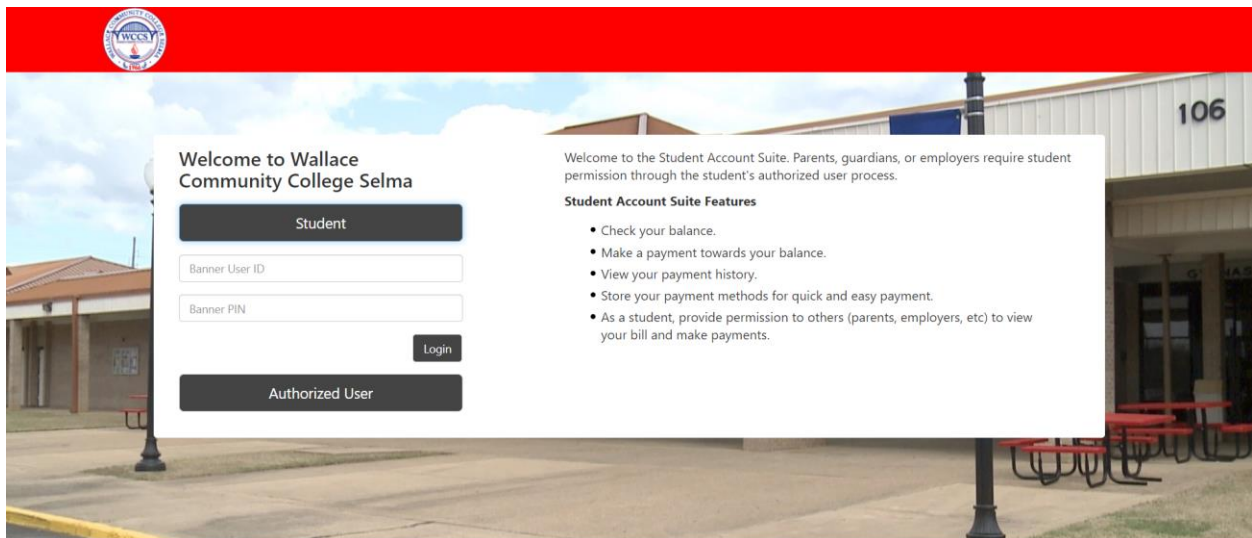 WALLACE COMMUNITY COLLEGE SELMA
WCCS
106
Welcome to Wallace
Community College Selma
Student
Banner User ID
Banner PIN
Login
Authorized User
Welcome to the Student Account Suite. Parents, guardians, or employers require student
permission through the student's authorized user process.
Student Account Suite Features
• Check your balance.
• Make a payment towards your balance.
• View your payment history.
• Store your payment methods for quick and easy payment.
• As a student, provide permission to others (parents, employers, etc) to view
your bill and make payments.